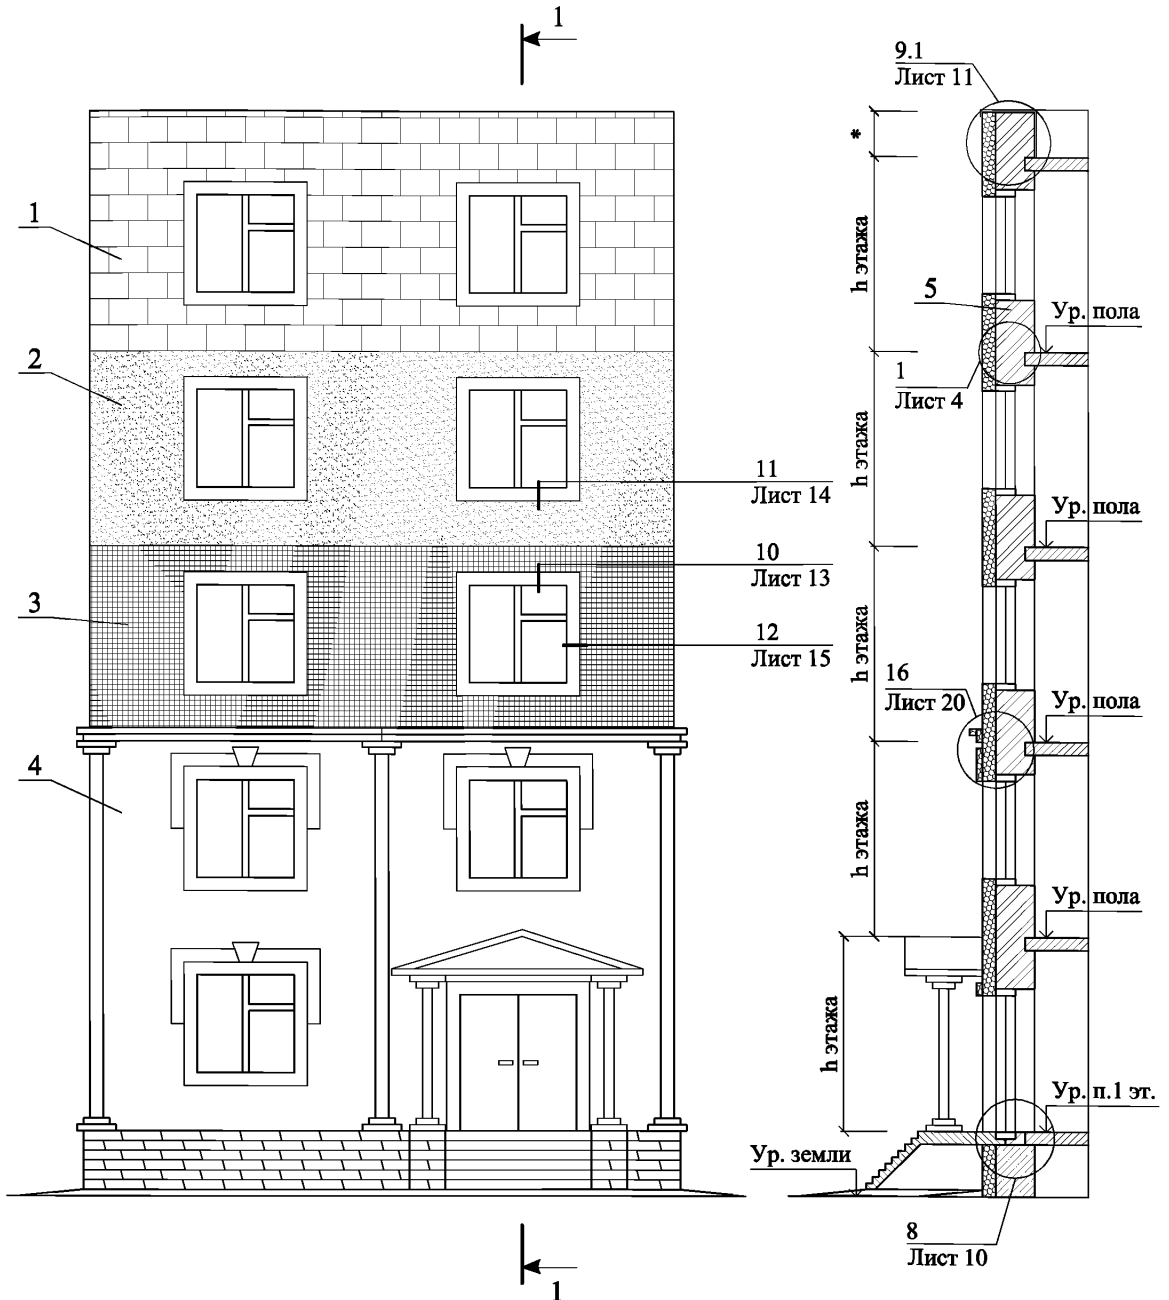 1
9.1
Лист 11
*
1
h этажа
5
Ур. пола
2
1
Лист 4
h этажа
11
Лист 14
Ур. пола
10
Лист 13
3
12
Лист 15
h этажа
16
Лист 20
Ур. пола
4
h этажа
Ур. пола
h этажа
Ур. п.1 эт.
Ур. земли
8
Лист 10
1